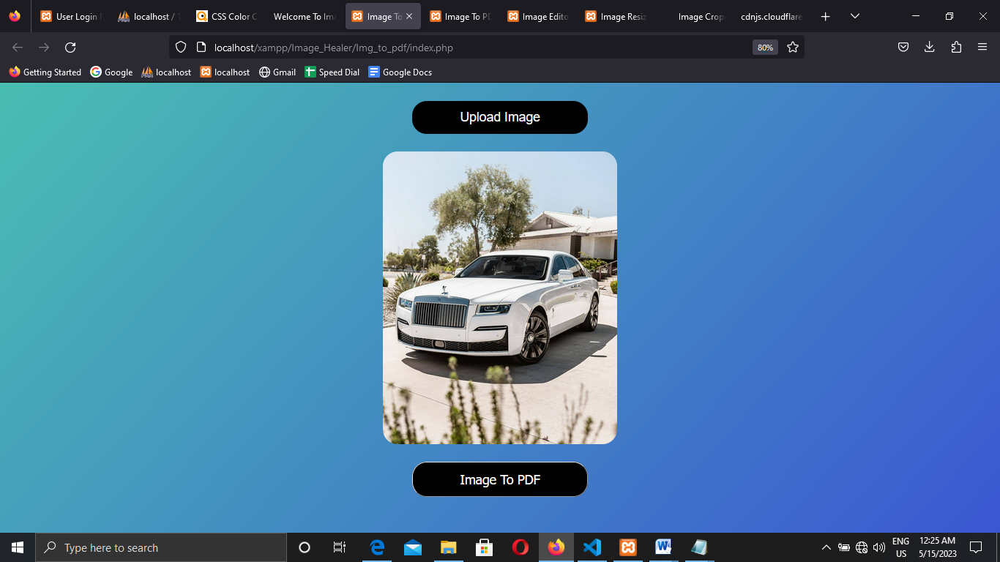 User Login
localhost /
CSS Color C
Welcome To Im
Image To
Image To PD
Image Edito
Image Resiz
Image Crop
cdnjs.cloudflare
localhost/xampp/Image_Healer/Img_to_pdf/index.php
80%
Getting Started
Google
localhost
localhost
Gmail
Speed Dial
Google Docs
Upload Image
Image To PDF
Type here to search
ENG
US
12:25 AM
5/15/2023